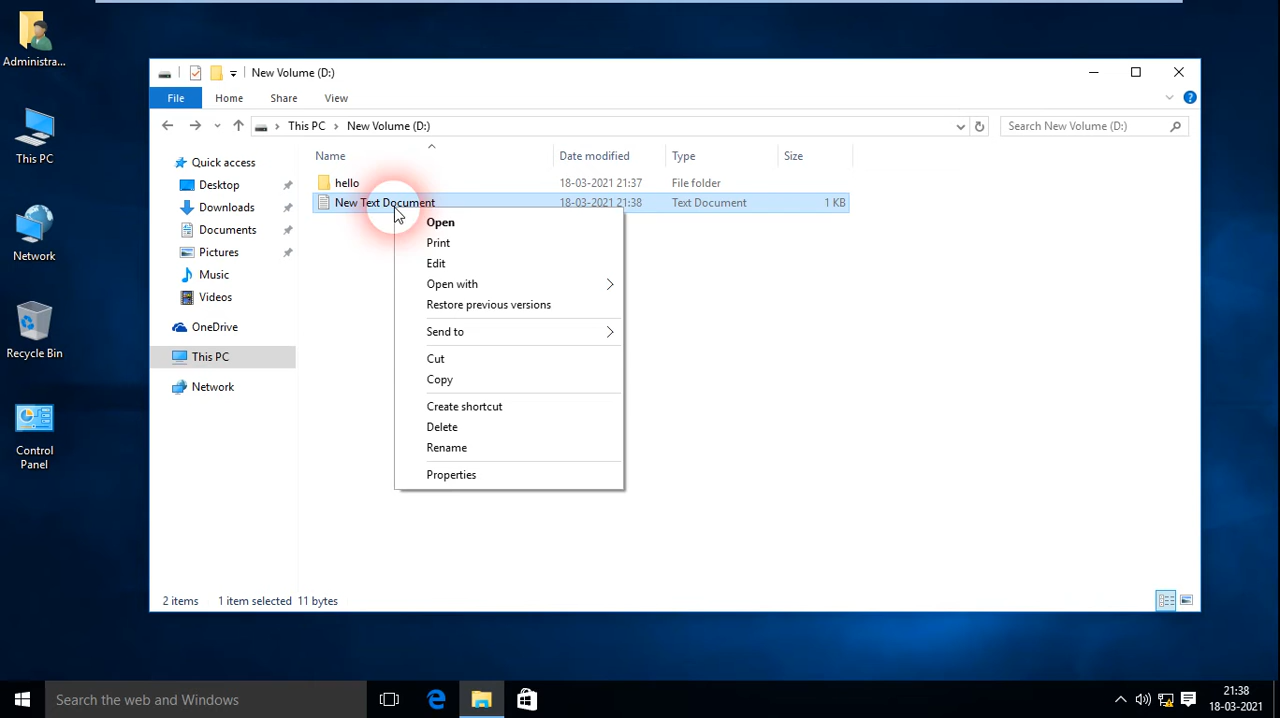 Administra...
This PC
Network
Recycle Bin
Control
Panel
New Volume (D:)
File Home Share View
This PC New Volume (D:)
Search New Volume (D:)
Name Date modified Type Size
hello 18-03-2021 21:37 File folder
New Text Document 18-03-2021 21:38 Text Document 1 KB
Quick access
Desktop
Downloads
Documents
Pictures
Music
Videos
OneDrive
This PC
Network
Open
Print
Edit
Open with
Restore previous versions
Send to
Cut
Copy
Create shortcut
Delete
Rename
Properties
2 items 1 item selected 11 bytes
Search the web and Windows
21:38
18-03-2021